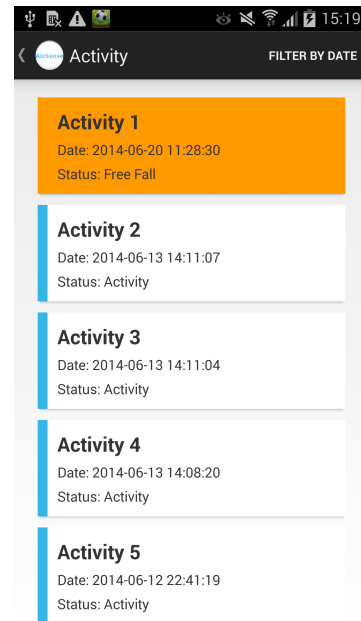 15:19
AlzSense
Activity
FILTER BY DATE
Activity 1
Date: 2014-06-20 11:28:30
Status: Free Fall
Activity 2
Date: 2014-06-13 14:11:07
Status: Activity
Activity 3
Date: 2014-06-13 14:11:04
Status: Activity
Activity 4
Date: 2014-06-13 14:08:20
Status: Activity
Activity 5
Date: 2014-06-12 22:41:19
Status: Activity